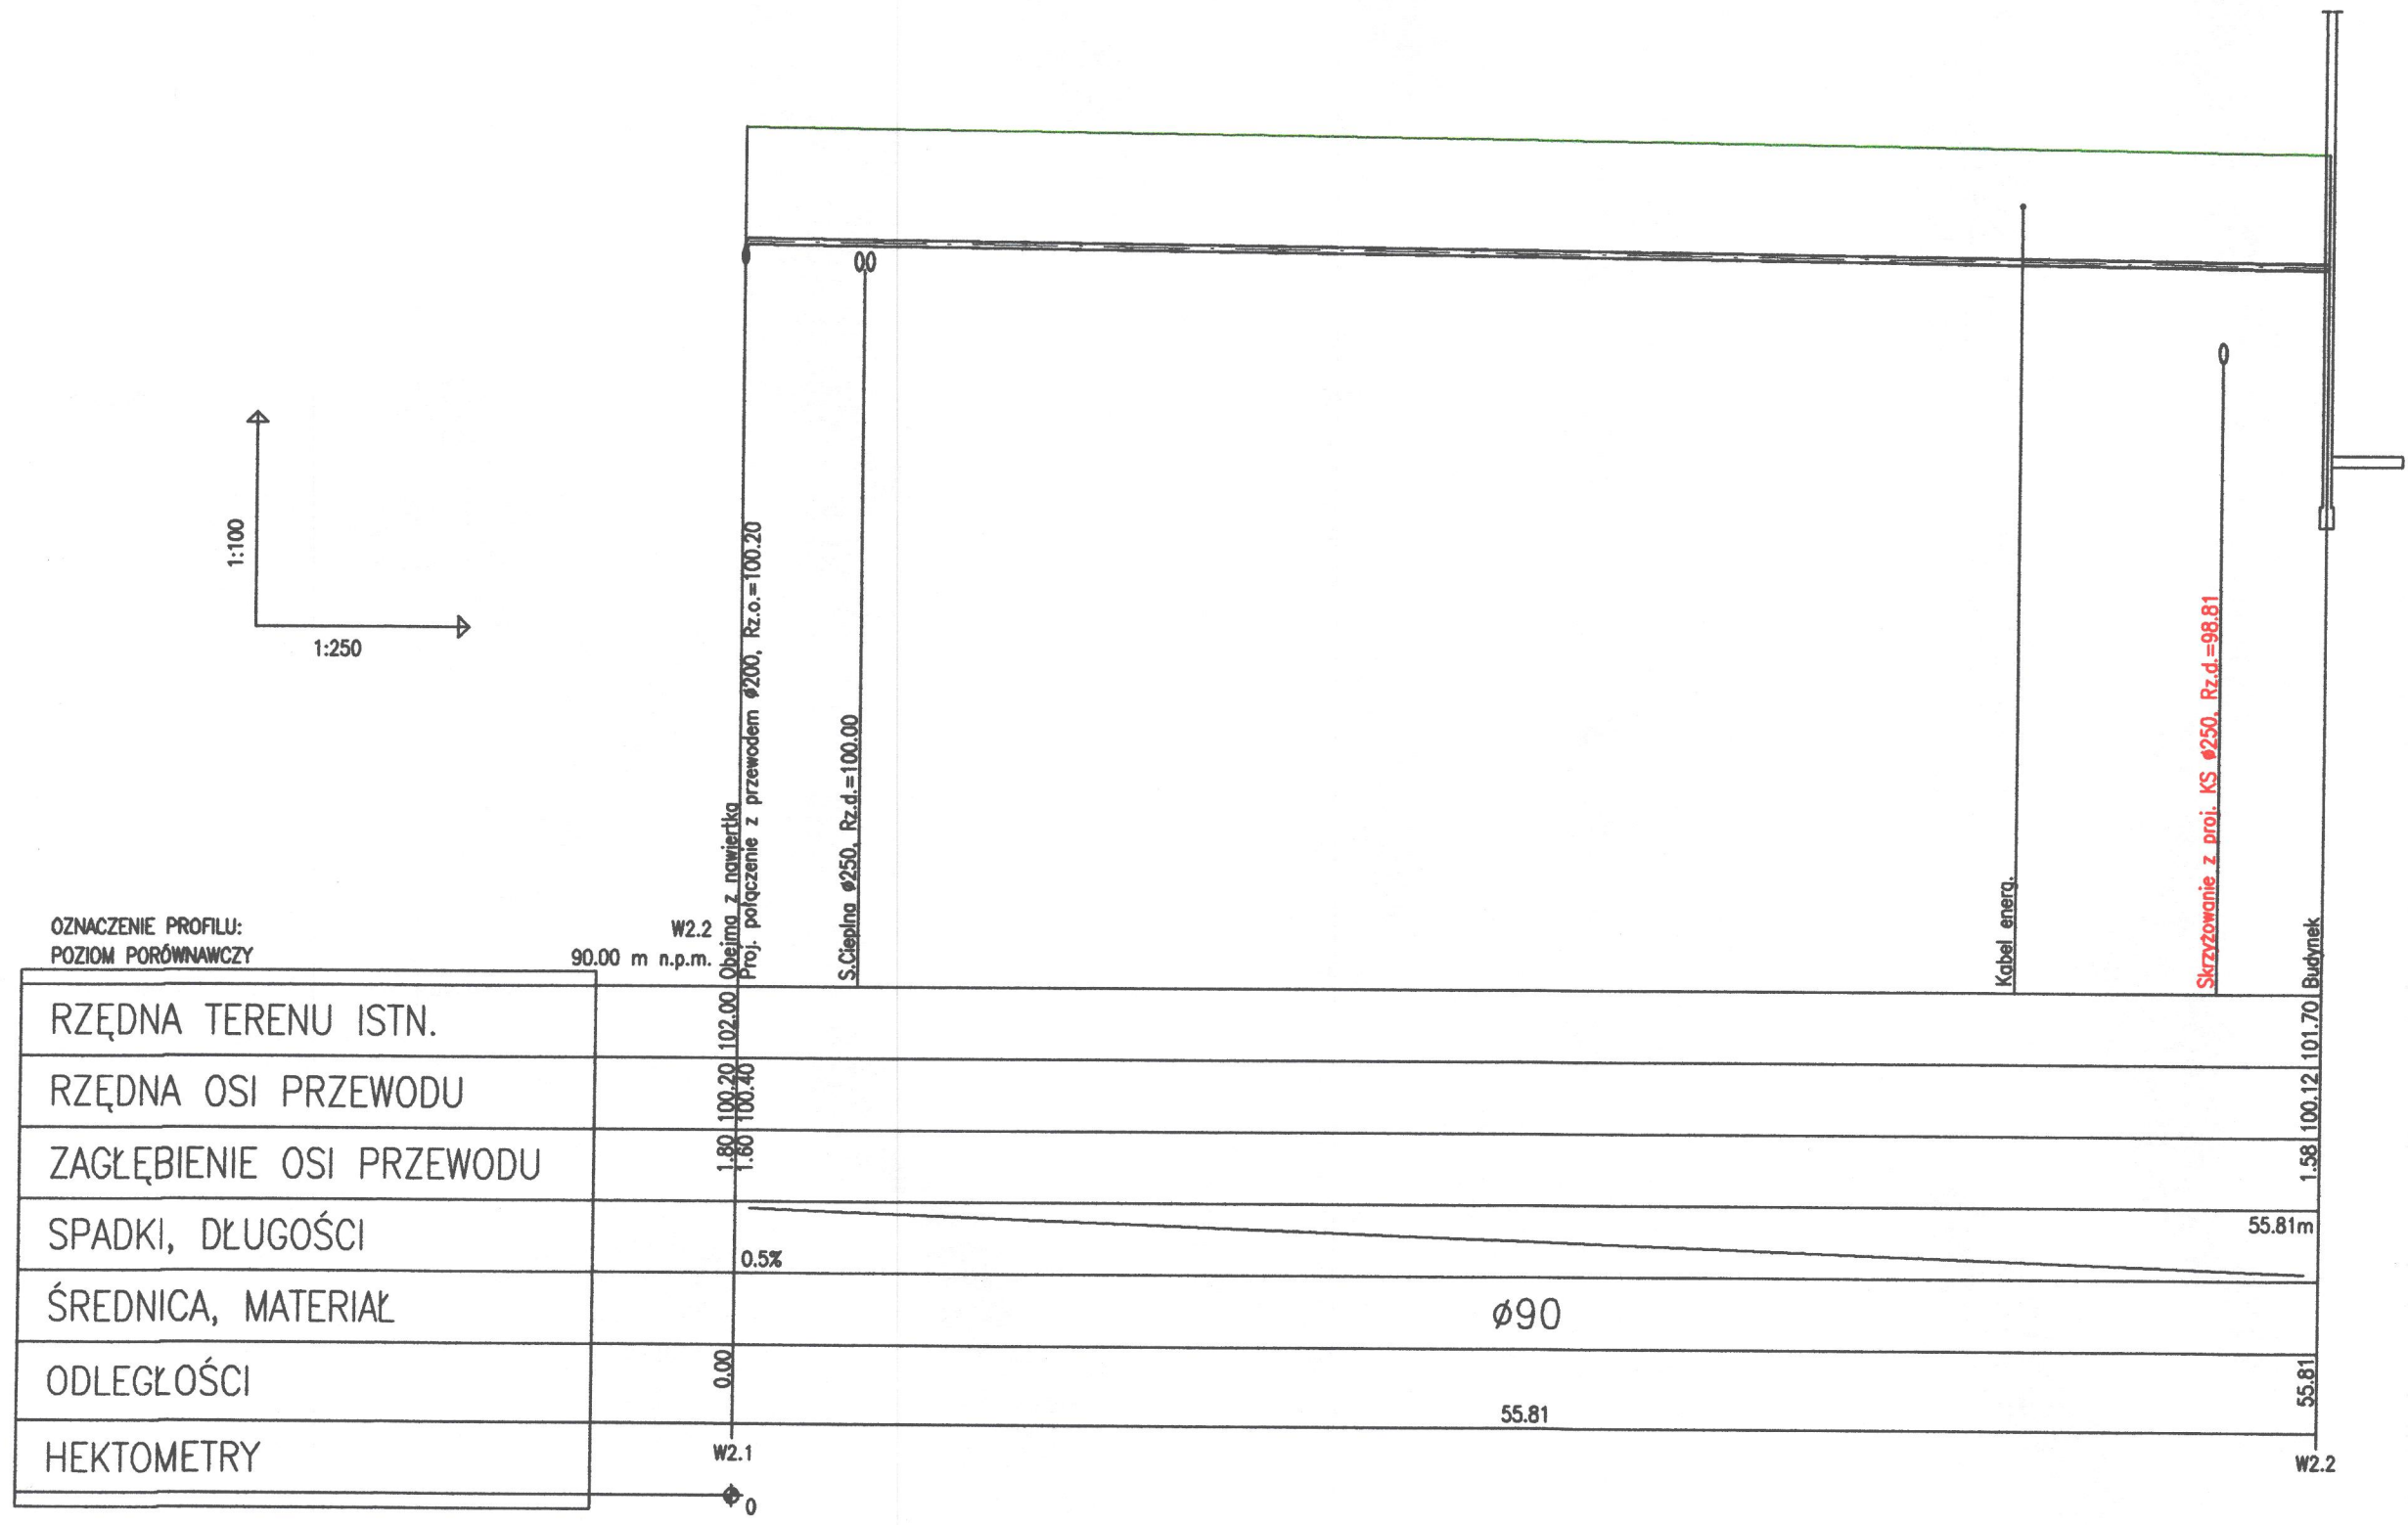 1:100
1:250
Obejma z nawiertką
Proj. połączenie z przewodem ø200, Rz.o.=100.20
S.Cieplna ø250, Rz.d.=100.00
Kabel energ.
Skrzyżowanie z proj. KS ø250, Rz.d.=98.81
Budynek
OZNACZENIE PROFILU: W2.2
POZIOM PORÓWNAWCZY 90.00 m n.p.m.
RZĘDNA TERENU ISTN. 102.00 101.70
RZĘDNA OSI PRZEWODU 100.20 100.40 100.12
ZAGŁĘBIENIE OSI PRZEWODU 1.80 1.60 1.58
SPADKI, DŁUGOŚCI 0.5% 55.81m
ŚREDNICA, MATERIAŁ ø90
ODLEGŁOŚCI 0.00 55.81 55.81
HEKTOMETRY W2.1 W2.2
0